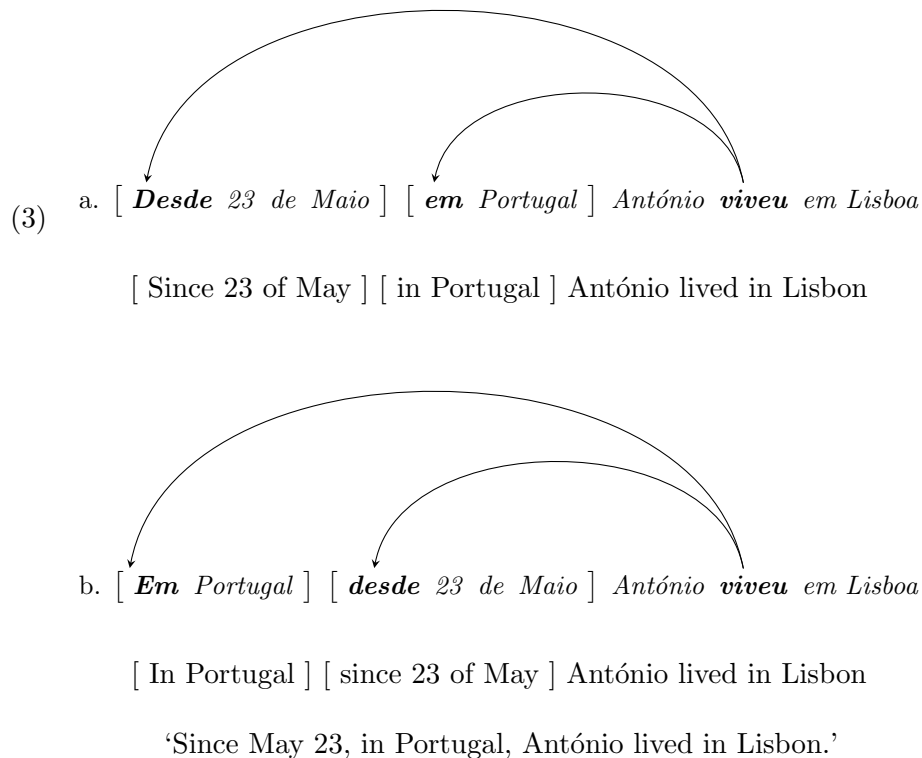 (3) a. [ Desde 23 de Maio ] [ em Portugal ] António viveu em Lisboa
[ Since 23 of May ] [ in Portugal ] António lived in Lisbon
b. [ Em Portugal ] [ desde 23 de Maio ] António viveu em Lisboa
[ In Portugal ] [ since 23 of May ] António lived in Lisbon
‘Since May 23, in Portugal, António lived in Lisbon.’